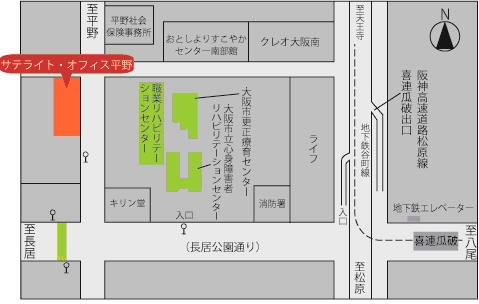 至平野
平野社会
保険事務所
おとしよりすこやか
センター南部館
クレオ大阪南
至天王寺
N
サテライト・オフィス平野
職業リハビリテー
ションセンター
大阪市更正療育センター
大阪市立心身障害者
リハビリテーションセンター
ライフ
地下鉄谷町線
阪神高速道路松原線
喜連瓜破出口
キリン堂
入口
消防署
入口
地下鉄エレベーター
喜連瓜破
至長居
(長居公園通り)
至松原
至八尾